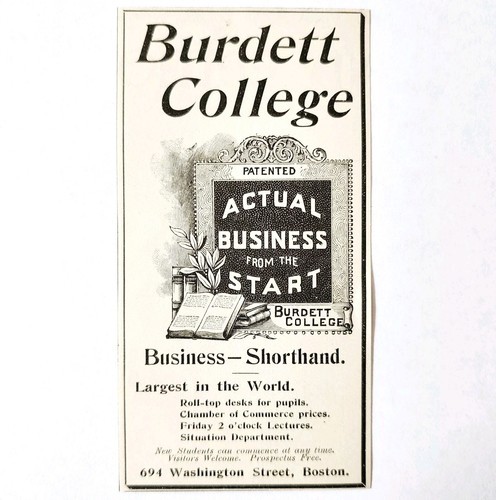 Burdett
College
PATENTED
ACTUAL
BUSINESS
FROM THE
START
BURDETT
COLLEGE
Business—Shorthand.
Largest in the World.
Roll-top desks for pupils.
Chamber of Commerce prices.
Friday 2 o'clock Lectures.
Situation Department.
New Students can commence at any time.
Visitors Welcome. Prospectus Free.
694 Washington Street, Boston.